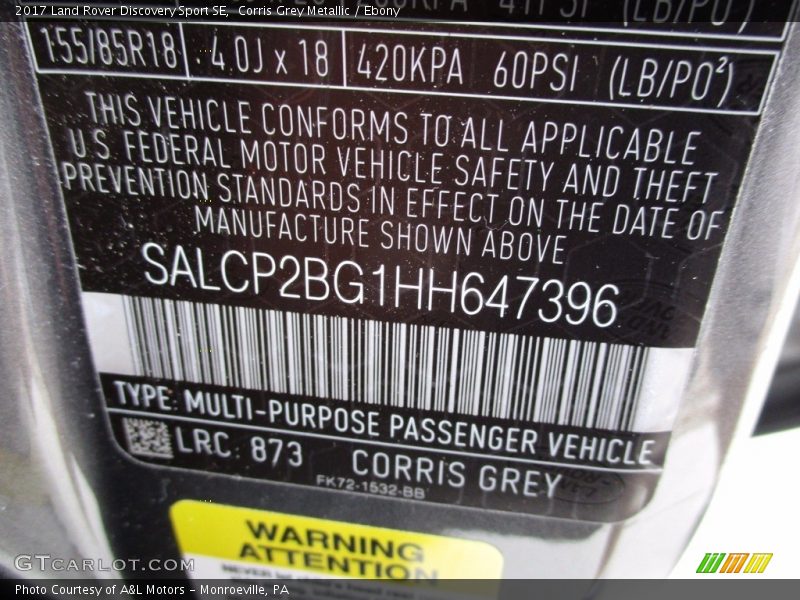 2017 Land Rover Discovery Sport SE,  Corris Grey Metallic / Ebony
(LB/PO²)
155/85R18 4.0J x 18 420KPA 60PSI (LB/PO²)
THIS VEHICLE CONFORMS TO ALL APPLICABLE
U.S. FEDERAL MOTOR VEHICLE SAFETY AND THEFT
PREVENTION STANDARDS IN EFFECT ON THE DATE OF
MANUFACTURE SHOWN ABOVE
SALCP2BG1HH647396
TYPE: MULTI-PURPOSE PASSENGER VEHICLE
LRC: 873 CORRIS GREY
FK72-1532-BB
WARNING
ATTENTION
GTCarLot.com
Photo Courtesy of A&L Motors - Monroeville, PA